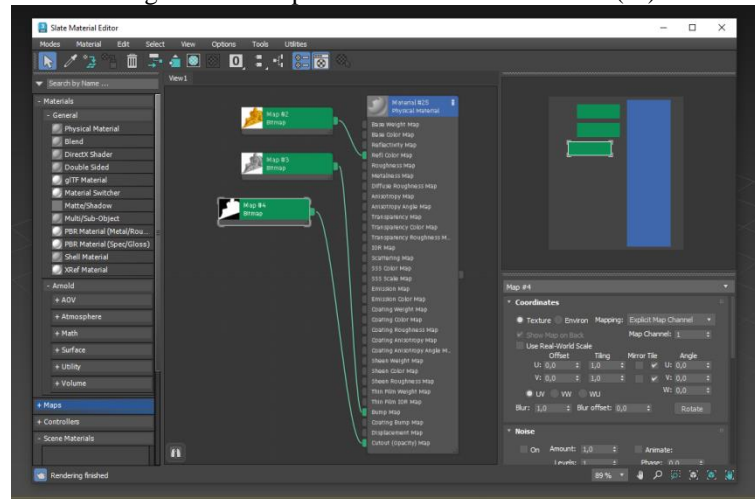 Slate Material Editor
Modes Material Edit Select View Options Tools Utilities
Search by Name ...
- Materials
- General
Physical Material
Blend
DirectX Shader
Double Sided
glTF Material
Material Switcher
Matte/Shadow
Multi/Sub-Object
PBR Material (Metal/Rou...
PBR Material (Spec/Gloss)
Shell Material
XRef Material
- Arnold
+ AOV
+ Atmosphere
+ Math
+ Surface
+ Utility
+ Volume
+ Maps
+ Controllers
- Scene Materials
Rendering finished
View1
Map #2
Bitmap
Map #3
Bitmap
Map #4
Bitmap
Material #25
Physical Material
Base Weight Map
Base Color Map
Reflectivity Map
Refl Color Map
Roughness Map
Metalness Map
Diffuse Roughness Map
Anisotropy Map
Anisotropy Angle Map
Transparency Map
Transparency Color Map
Transparency Roughness M...
IOR Map
Scattering Map
SSS Color Map
SSS Scale Map
Emission Map
Emission Color Map
Coating Weight Map
Coating Color Map
Coating Roughness Map
Coating Anisotropy Map
Coating Anisotropy Angle M...
Sheen Weight Map
Sheen Color Map
Sheen Roughness Map
Thin Film Weight Map
Thin Film IOR Map
Bump Map
Coating Bump Map
Displacement Map
Cutout (Opacity) Map
Map #4
Coordinates
Texture Environ Mapping: Explicit Map Channel
Show Map on Back Map Channel: 1
Use Real-World Scale
Offset Tiling Mirror Tile Angle
U: 0,0 1,0 U: 0,0
V: 0,0 1,0 V: 0,0
UV VW WU W: 0,0
Blur: 1,0 Blur offset: 0,0 Rotate
Noise
On Amount: 1,0 Animate:
Levels: 1 Phase: 0,0
89 %